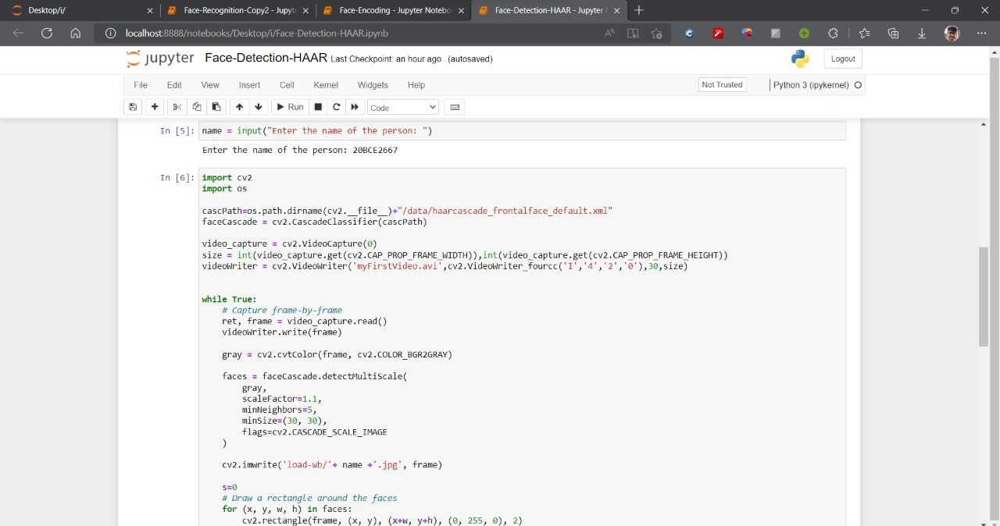 Desktop/i/
Face-Recognition-Copy2 - Jupyt
Face-Encoding - Jupyter Notebo
Face-Detection-HAAR - Jupyter
localhost:8888/notebooks/Desktop/i/Face-Detection-HAAR.ipynb
jupyter Face-Detection-HAAR Last Checkpoint: an hour ago (autosaved)
Logout
File Edit View Insert Cell Kernel Widgets Help
Not Trusted
Python 3 (ipykernel)
Run
Code
In [5]: name = input("Enter the name of the person: ")
Enter the name of the person: 20BCE2667
In [6]: import cv2
import os
cascPath=os.path.dirname(cv2.__file__)+"/data/haarcascade_frontalface_default.xml"
faceCascade = cv2.CascadeClassifier(cascPath)
video_capture = cv2.VideoCapture(0)
size = int(video_capture.get(cv2.CAP_PROP_FRAME_WIDTH)),int(video_capture.get(cv2.CAP_PROP_FRAME_HEIGHT))
videoWriter = cv2.VideoWriter('myFirstVideo.avi',cv2.VideoWriter_fourcc('I','4','2','0'),30,size)
while True:
# Capture frame-by-frame
ret, frame = video_capture.read()
videoWriter.write(frame)
gray = cv2.cvtColor(frame, cv2.COLOR_BGR2GRAY)
faces = faceCascade.detectMultiScale(
gray,
scaleFactor=1.1,
minNeighbors=5,
minSize=(30, 30),
flags=cv2.CASCADE_SCALE_IMAGE
)
cv2.imwrite('load-wb/'+ name +'.jpg', frame)
s=0
# Draw a rectangle around the faces
for (x, y, w, h) in faces:
cv2.rectangle(frame, (x, y), (x+w, y+h), (0, 255, 0), 2)